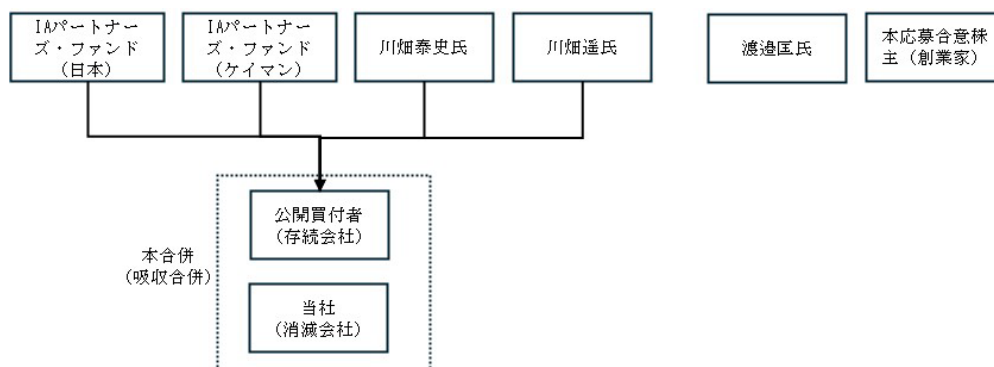 IAパートナー
ズ・ファンド
（日本）
IAパートナー
ズ・ファンド
（ケイマン）
川畑泰史氏
川畑遥氏
渡邉匡氏
本応募合意株
主（創業家）
公開買付者
（存続会社）
本合併
（吸収合併）
当社
（消滅会社）